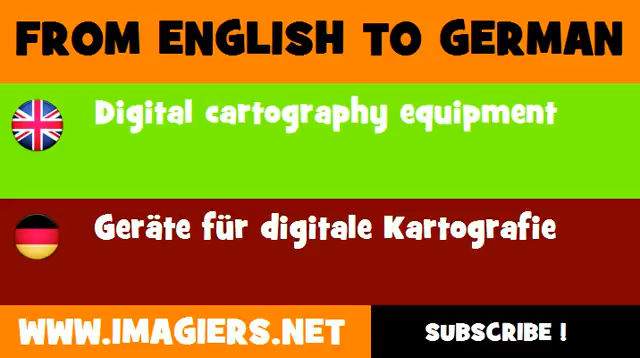 FROM ENGLISH TO GERMAN
Digital cartography equipment
Geräte für digitale Kartografie
WWW.IMAGIERS.NET
SUBSCRIBE !